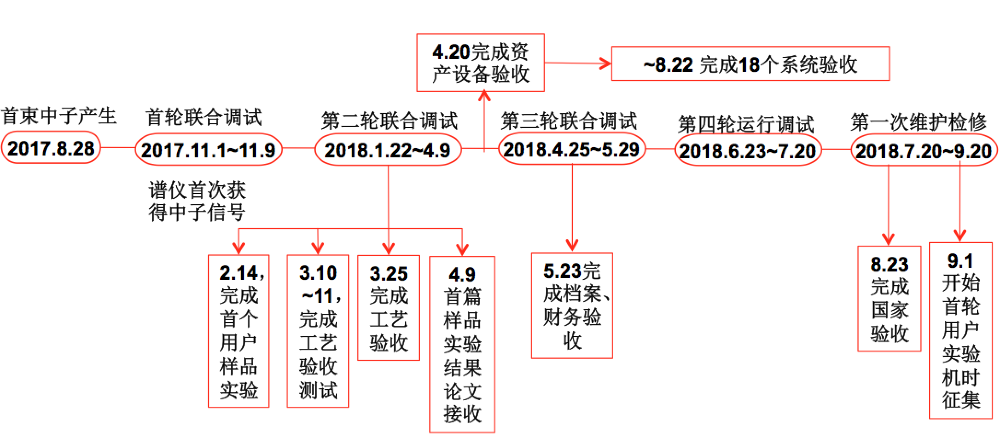 4.20完成资
产设备验收
~8.22 完成18个系统验收
首束中子产生
2017.8.28
首轮联合调试
2017.11.1~11.9
谱仪首次获
得中子信号
第二轮联合调试
2018.1.22~4.9
第三轮联合调试
2018.4.25~5.29
第四轮运行调试
2018.6.23~7.20
第一次维护检修
2018.7.20~9.20
2.14,
完成
首个
用户
样品
实验
3.10
~11,
完成
工艺
验收
测试
3.25
完成
工艺
验收
4.9
首篇
样品
实验
结果
论文
接收
5.23完
成档案、
财务验
收
8.23
完成
国家
验收
9.1
开始
首轮
用户
实验
机时
征集